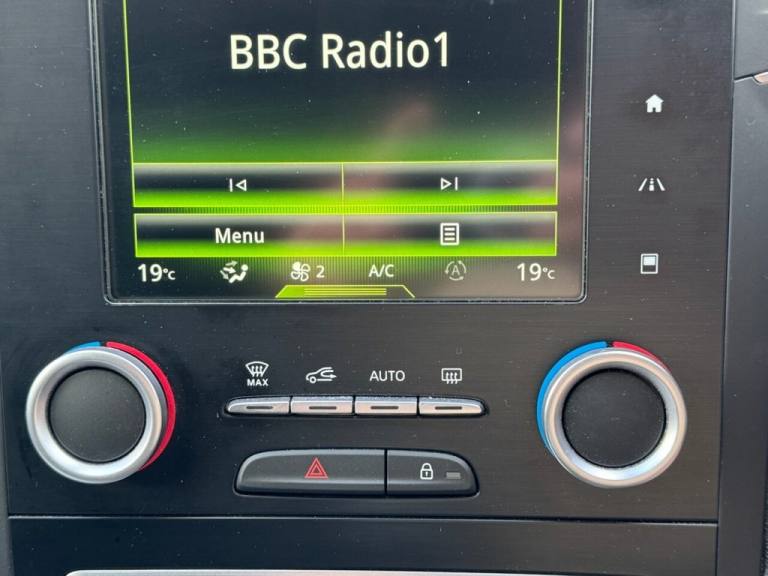 BBC Radio1
Menu
19°C 2 A/C A 19°C
MAX AUTO